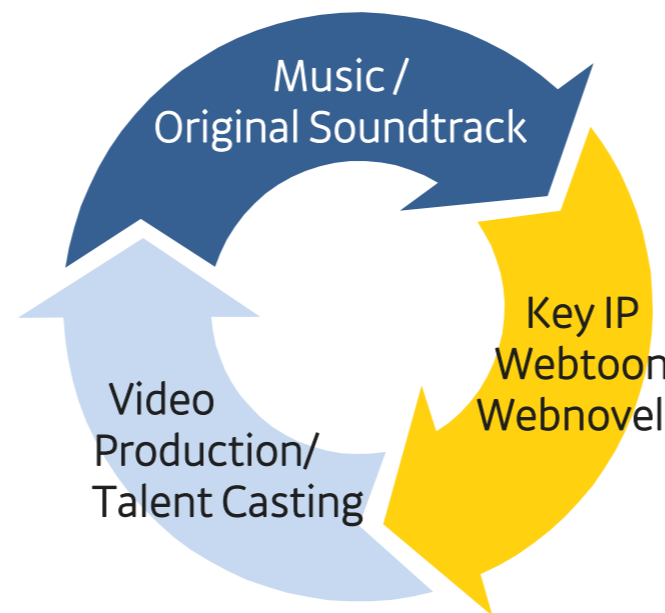 Music /
Original Soundtrack
Key IP
Webtoon
Webnovel
Video
Production/
Talent Casting